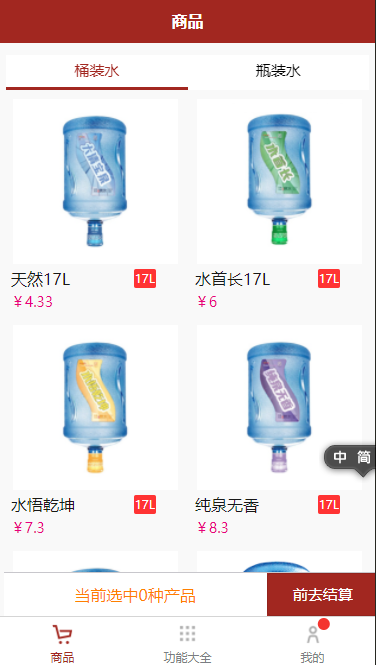 商品
桶装水 瓶装水
水首长
天然17L 17L 水首长17L 17L
￥4.33 ￥6
水悟乾坤 17L 纯泉无香 17L
￥7.3 ￥8.3
中 简
当前选中0种产品 前去结算
商品 功能大全 我的